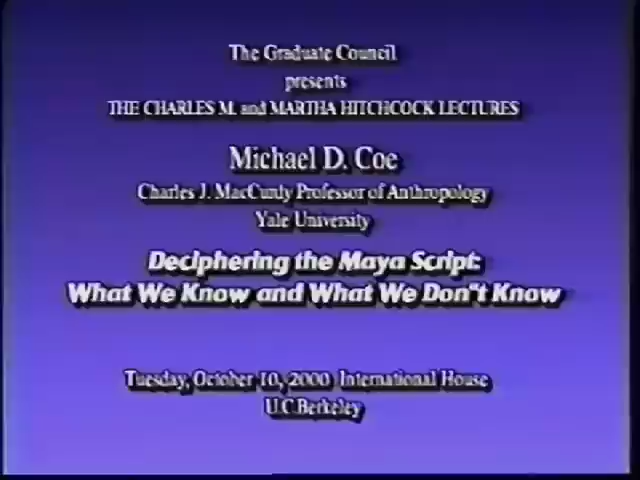 The Graduate Council
presents
THE CHARLES M. and MARTHA HITCHCOCK LECTURES
Michael D. Coe
Charles J. MacCurdy Professor of Anthropology
Yale University
Deciphering the Maya Script:
What We Know and What We Don"t Know
Tuesday, October 10, 2000 International House
U.C.Berkeley